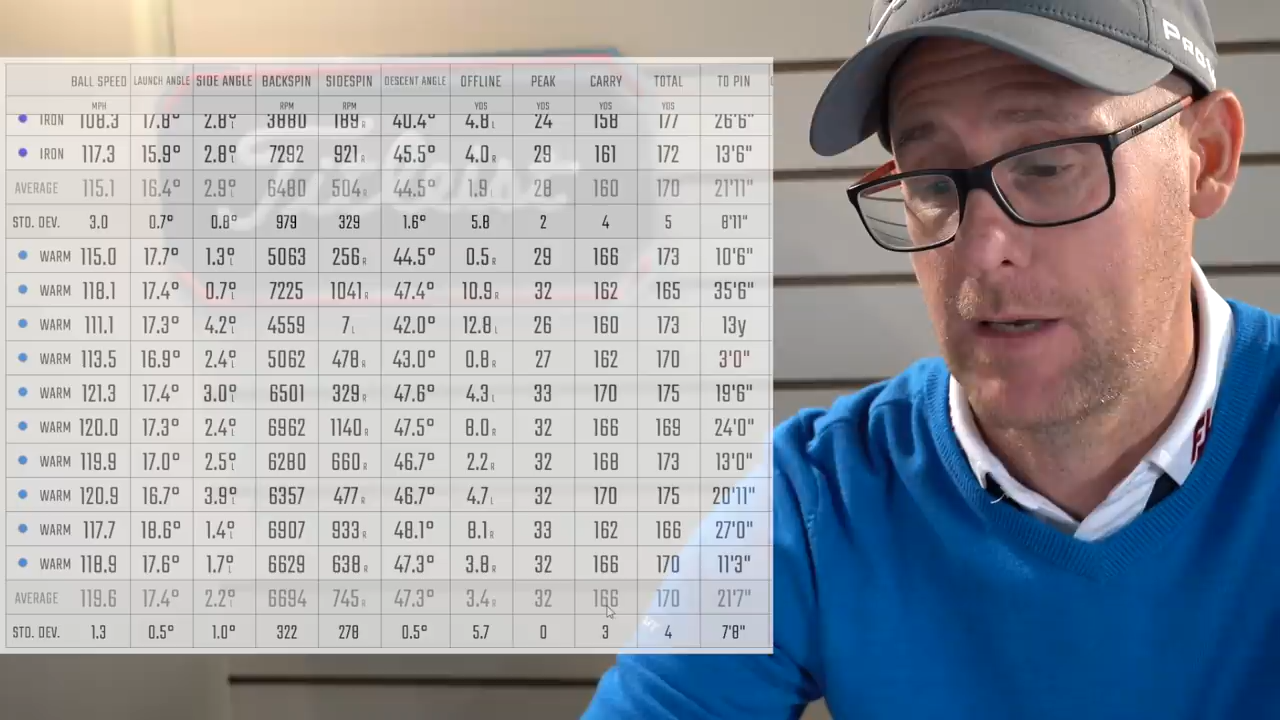 BALL SPEED LAUNCH ANGLE SIDE ANGLE BACKSPIN SIDESPIN DESCENT ANGLE OFFLINE PEAK CARRY TOTAL TO PIN
MPH RPM RPM YDS YDS YDS YDS
IRON 108.3 17.8° 2.8° L 3880 189 R 40.4° 4.8 L 24 158 177 26'6"
IRON 117.3 15.9° 2.8° L 7292 921 R 45.5° 4.0 R 29 161 172 13'6"
AVERAGE 115.1 16.4° 2.9° L 6480 504 R 44.5° 1.9 L 28 160 170 21'11"
STD. DEV. 3.0 0.7° 0.8° 979 329 1.6° 5.8 2 4 5 8'11"
WARM 115.0 17.7° 1.3° L 5063 256 R 44.5° 0.5 R 29 166 173 10'6"
WARM 118.1 17.4° 0.7° L 7225 1041 R 47.4° 10.9 R 32 162 165 35'6"
WARM 111.1 17.3° 4.2° L 4559 7 L 42.0° 12.8 L 26 160 173 13y
WARM 113.5 16.9° 2.4° L 5062 478 R 43.0° 0.8 R 27 162 170 3'0"
WARM 121.3 17.4° 3.0° L 6501 329 R 47.6° 4.3 L 33 170 175 19'6"
WARM 120.0 17.3° 2.4° L 6962 1140 R 47.5° 8.0 R 32 166 169 24'0"
WARM 119.9 17.0° 2.5° L 6280 660 R 46.7° 2.2 R 32 168 173 13'0"
WARM 120.9 16.7° 3.9° L 6357 477 R 46.7° 4.7 L 32 170 175 20'11"
WARM 117.7 18.6° 1.4° L 6907 933 R 48.1° 8.1 R 33 162 166 27'0"
WARM 118.9 17.6° 1.7° L 6629 638 R 47.3° 3.8 R 32 166 170 11'3"
AVERAGE 119.6 17.4° 2.2° L 6694 745 R 47.3° 3.4 R 32 166 170 21'7"
STD. DEV. 1.3 0.5° 1.0° 322 278 0.5° 5.7 0 3 4 7'8"
Titleist